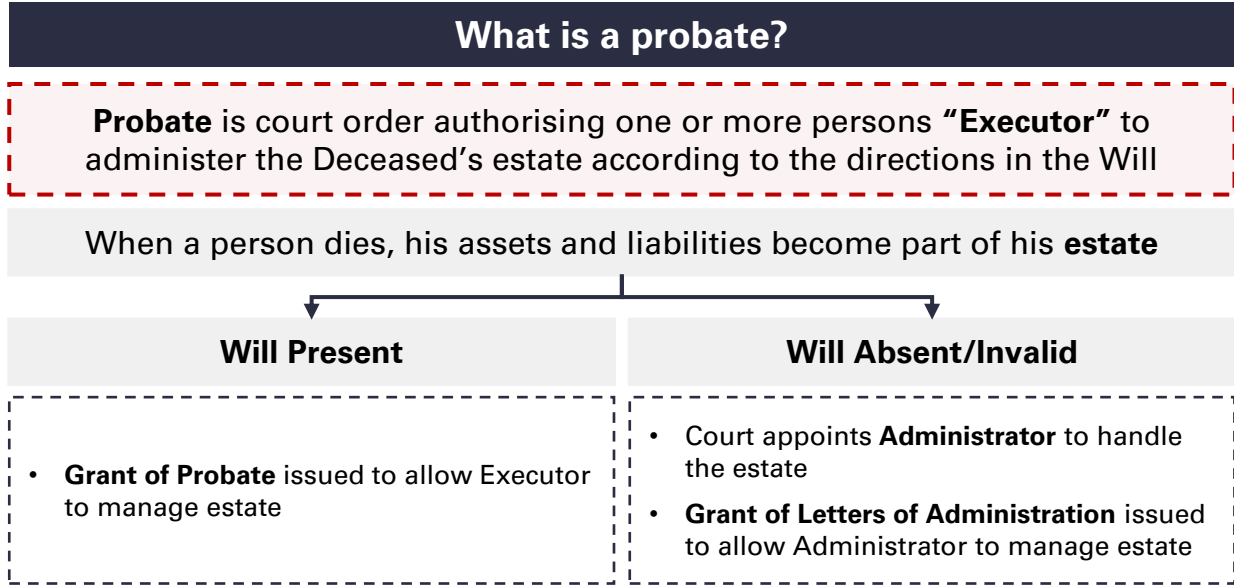 What is a probate?
Probate is court order authorising one or more persons “Executor” to
administer the Deceased’s estate according to the directions in the Will
When a person dies, his assets and liabilities become part of his estate
Will Present
Will Absent/Invalid
• Grant of Probate issued to allow Executor
to manage estate
• Court appoints Administrator to handle
the estate
• Grant of Letters of Administration issued
to allow Administrator to manage estate